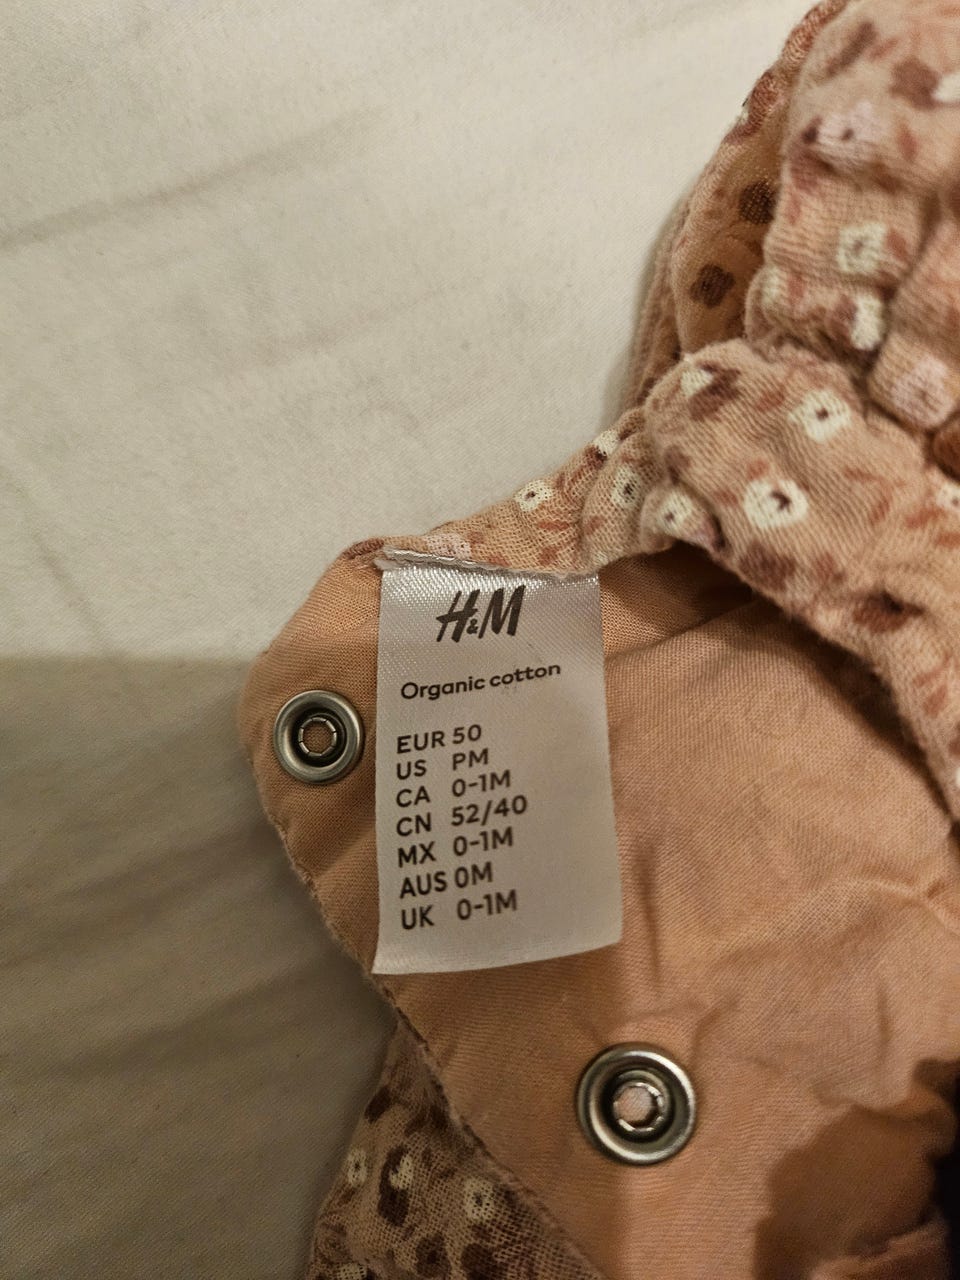 H&M
Organic cotton
EUR 50
US PM
CA 0-1M
CN 52/40
MX 0-1M
AUS 0M
UK 0-1M